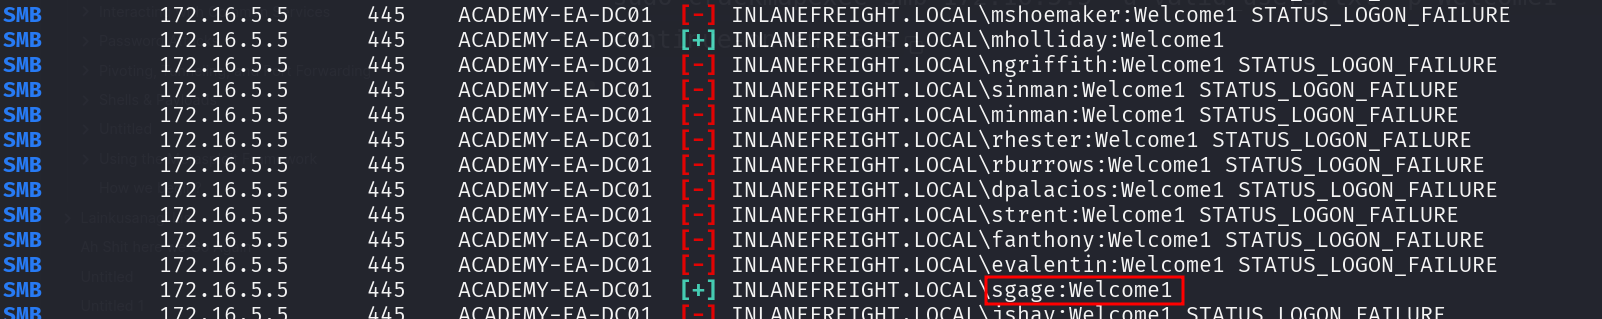 SMB 172.16.5.5 445 ACADEMY-EA-DC01 [-] INLANEFREIGHT.LOCAL\mshoemaker:Welcome1 STATUS_LOGON_FAILURE
SMB 172.16.5.5 445 ACADEMY-EA-DC01 [+] INLANEFREIGHT.LOCAL\mholliday:Welcome1
SMB 172.16.5.5 445 ACADEMY-EA-DC01 [-] INLANEFREIGHT.LOCAL\ngriffith:Welcome1 STATUS_LOGON_FAILURE
SMB 172.16.5.5 445 ACADEMY-EA-DC01 [-] INLANEFREIGHT.LOCAL\sinman:Welcome1 STATUS_LOGON_FAILURE
SMB 172.16.5.5 445 ACADEMY-EA-DC01 [-] INLANEFREIGHT.LOCAL\minman:Welcome1 STATUS_LOGON_FAILURE
SMB 172.16.5.5 445 ACADEMY-EA-DC01 [-] INLANEFREIGHT.LOCAL\rhester:Welcome1 STATUS_LOGON_FAILURE
SMB 172.16.5.5 445 ACADEMY-EA-DC01 [-] INLANEFREIGHT.LOCAL\rburrows:Welcome1 STATUS_LOGON_FAILURE
SMB 172.16.5.5 445 ACADEMY-EA-DC01 [-] INLANEFREIGHT.LOCAL\dpalacios:Welcome1 STATUS_LOGON_FAILURE
SMB 172.16.5.5 445 ACADEMY-EA-DC01 [-] INLANEFREIGHT.LOCAL\strent:Welcome1 STATUS_LOGON_FAILURE
SMB 172.16.5.5 445 ACADEMY-EA-DC01 [-] INLANEFREIGHT.LOCAL\fanthony:Welcome1 STATUS_LOGON_FAILURE
SMB 172.16.5.5 445 ACADEMY-EA-DC01 [-] INLANEFREIGHT.LOCAL\evalentin:Welcome1 STATUS_LOGON_FAILURE
SMB 172.16.5.5 445 ACADEMY-EA-DC01 [+] INLANEFREIGHT.LOCAL\sgage:Welcome1
SMB 172.16.5.5 445 ACADEMY-EA-DC01 [-] INLANEFREIGHT.LOCAL\jshay:Welcome1 STATUS_LOGON_FAILURE